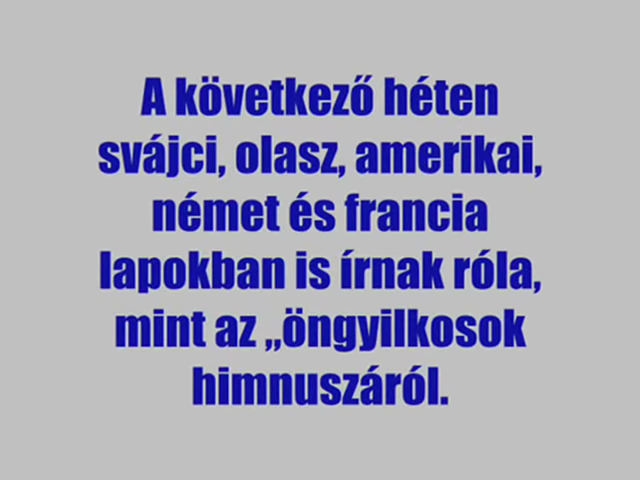 A következő héten
svájci, olasz, amerikai,
német és francia
lapokban is írnak róla,
mint az „öngyilkosok
himnuszáról.